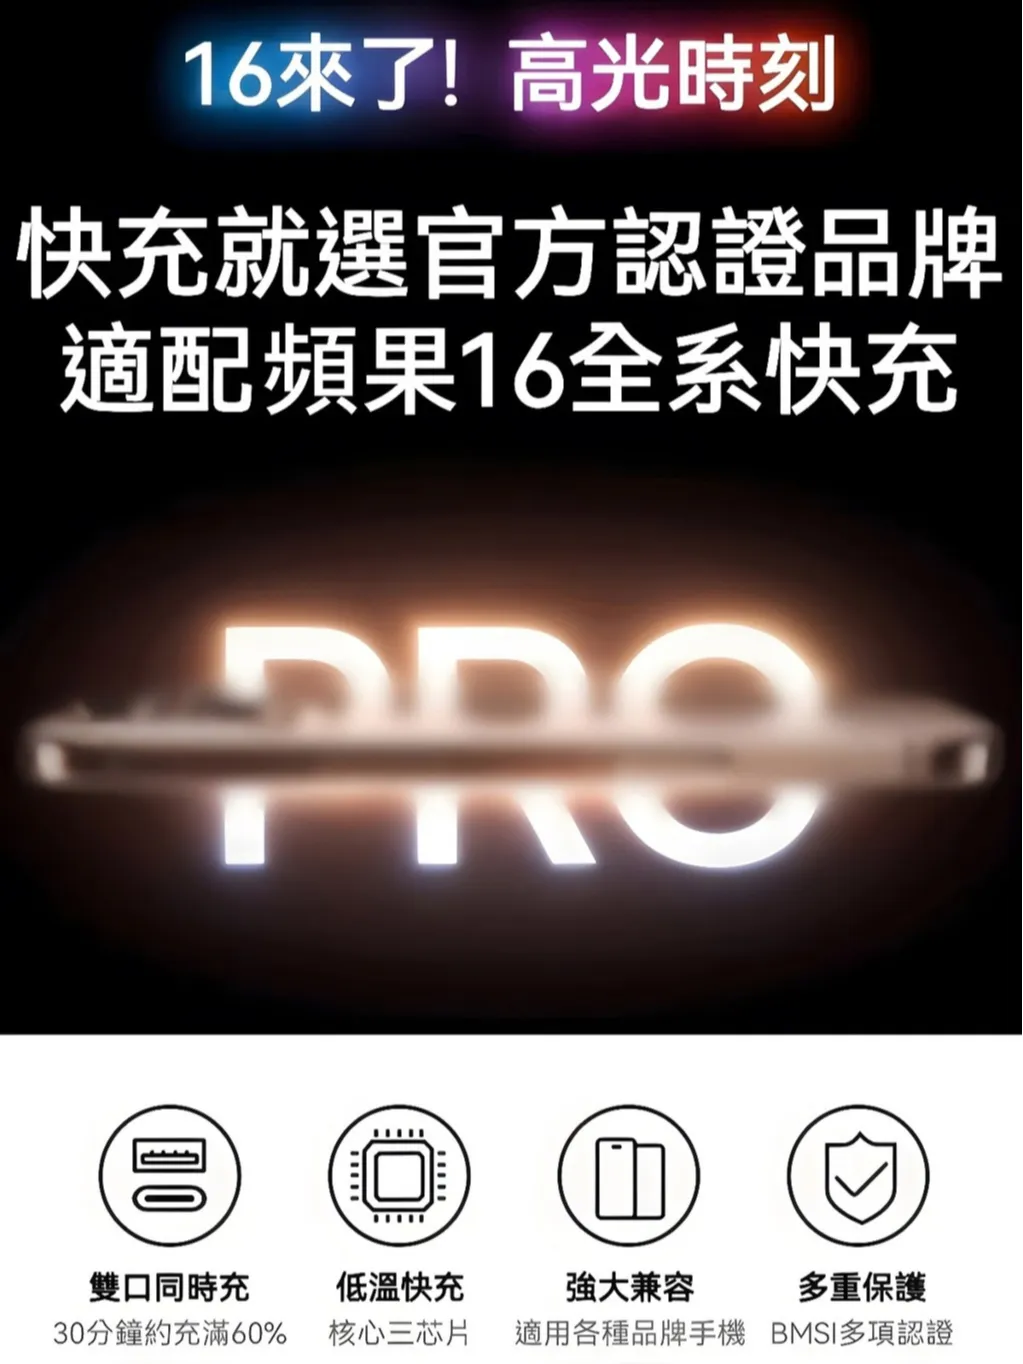 16來了! 高光時刻
快充就選官方認證品牌
適配頻果16全系快充
PRO
雙口同時充
30分鐘約充滿60%
低溫快充
核心三芯片
強大兼容
適用各種品牌手機
多重保護
BMSI多項認證